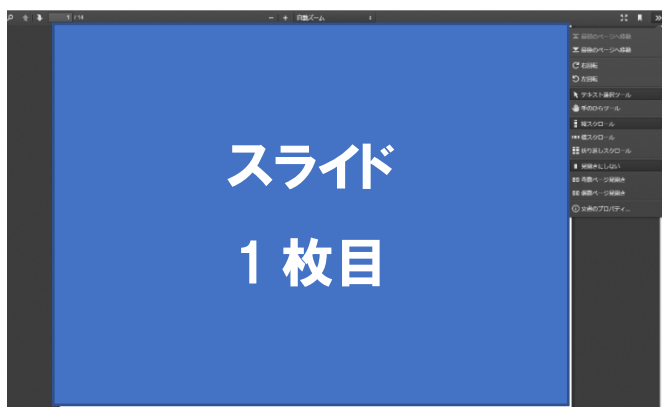 1 / 14
自動ズーム
最初のページへ移動
最後のページへ移動
右回転
左回転
テキスト選択ツール
手のひらツール
縦スクロール
横スクロール
折り返しスクロール
見開きにしない
奇数ページ見開き
偶数ページ見開き
文書のプロパティ...
スライド
1 枚目